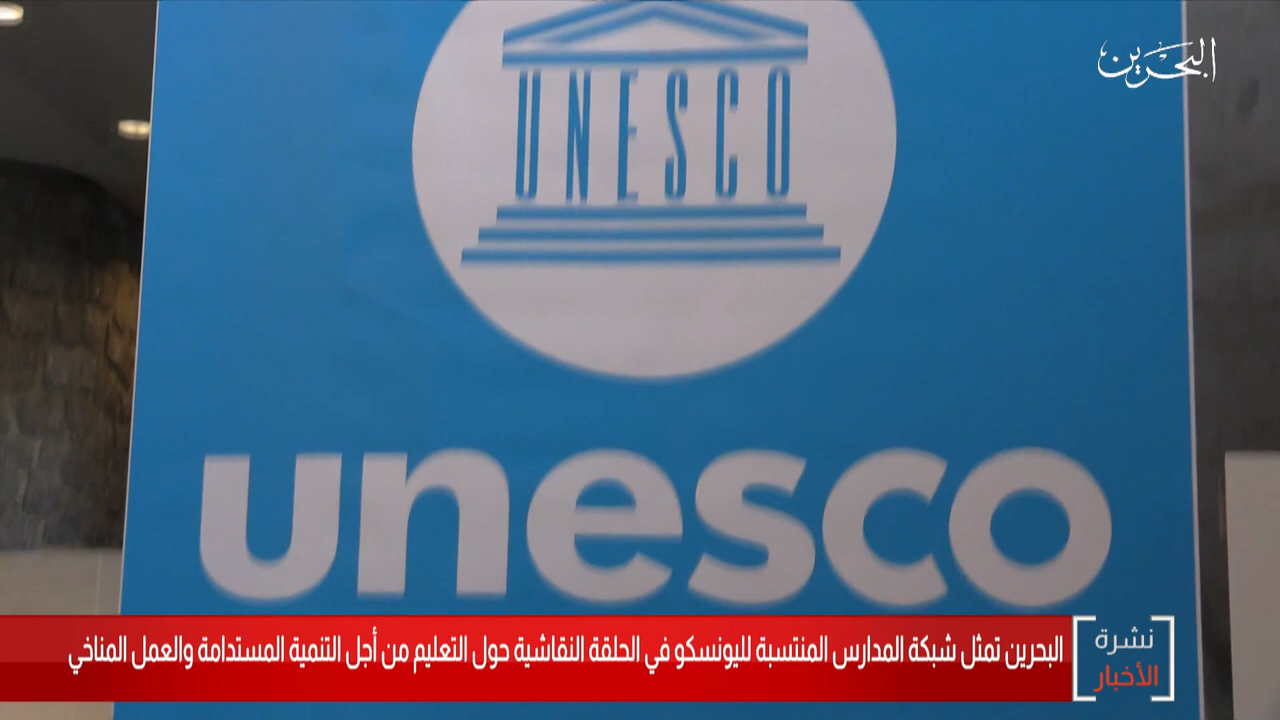 البحرين
UNESCO
unesco
البحرين تمثل شبكة المدارس المنتسبة لليونسكو في الحلقة النقاشية حول التعليم من أجل التنمية المستدامة والعمل المناخي
نشرة
الأخبار